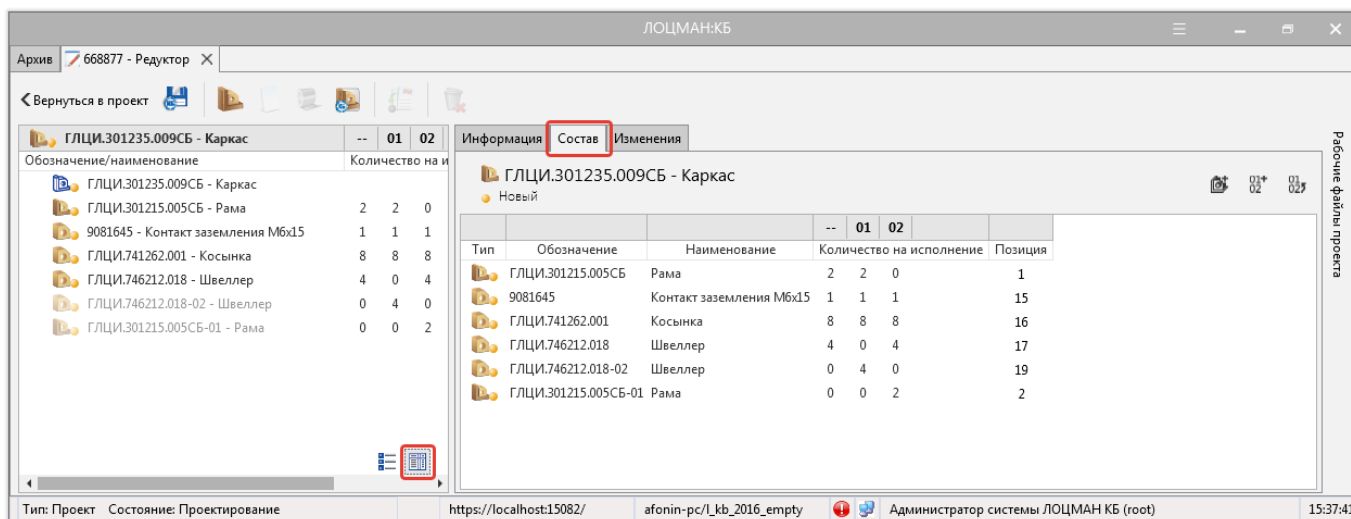 ЛОЦМАН:КБ
Архив 668877 - Редуктор
Вернуться в проект
ГЛЦИ.301235.009СБ - Каркас -- 01 02
Обозначение/наименование Количество на и
ГЛЦИ.301235.009СБ - Каркас
ГЛЦИ.301215.005СБ - Рама 2 2 0
9081645 - Контакт заземления М6х15 1 1 1
ГЛЦИ.741262.001 - Косынка 8 8 8
ГЛЦИ.746212.018 - Швеллер 4 0 4
ГЛЦИ.746212.018-02 - Швеллер 0 4 0
ГЛЦИ.301215.005СБ-01 - Рама 0 0 2
Информация Состав Изменения
ГЛЦИ.301235.009СБ - Каркас
Новый
01+
02
01
02
-- 01 02
Тип Обозначение Наименование Количество на исполнение Позиция
ГЛЦИ.301215.005СБ Рама 2 2 0 1
9081645 Контакт заземления М6х15 1 1 1 15
ГЛЦИ.741262.001 Косынка 8 8 8 16
ГЛЦИ.746212.018 Швеллер 4 0 4 17
ГЛЦИ.746212.018-02 Швеллер 0 4 0 19
ГЛЦИ.301215.005СБ-01 Рама 0 0 2 2
Рабочие файлы проекта
Тип: Проект Состояние: Проектирование https://localhost:15082/ afonin-pc/l_kb_2016_empty Администратор системы ЛОЦМАН КБ (root) 15:37:41